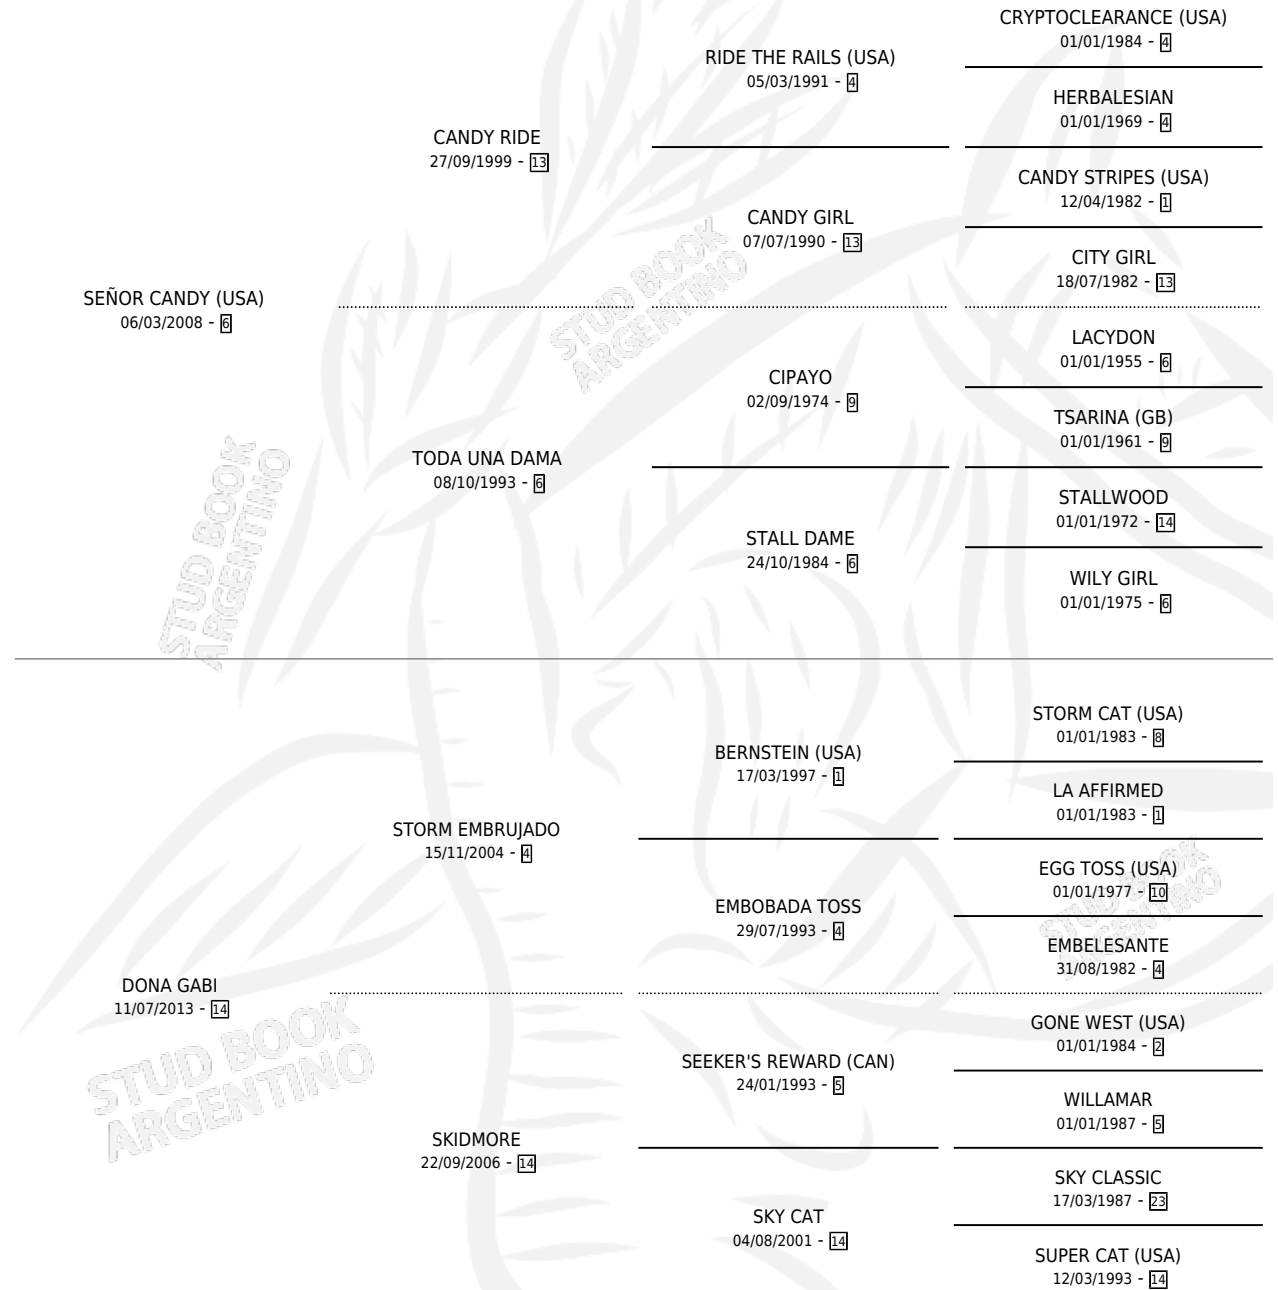 CRYPTOCLEARANCE (USA)
01/01/1984 - 4
RIDE THE RAILS (USA)
05/03/1991 - 4
HERBALESIAN
01/01/1969 - 4
CANDY RIDE
27/09/1999 - 13
CANDY STRIPES (USA)
12/04/1982 - 1
CANDY GIRL
07/07/1990 - 13
CITY GIRL
18/07/1982 - 13
SEÑOR CANDY (USA)
06/03/2008 - 6
LACYDON
01/01/1955 - 6
CIPAYO
02/09/1974 - 9
TSARINA (GB)
01/01/1961 - 9
TODA UNA DAMA
08/10/1993 - 6
STALLWOOD
01/01/1972 - 14
STALL DAME
24/10/1984 - 6
WILY GIRL
01/01/1975 - 6
STORM CAT (USA)
01/01/1983 - 8
BERNSTEIN (USA)
17/03/1997 - 1
LA AFFIRMED
01/01/1983 - 1
STORM EMBRUJADO
15/11/2004 - 4
EGG TOSS (USA)
01/01/1977 - 10
EMBOBADA TOSS
29/07/1993 - 4
EMBELESANTE
31/08/1982 - 4
DONA GABI
11/07/2013 - 14
GONE WEST (USA)
01/01/1984 - 2
SEEKER'S REWARD (CAN)
24/01/1993 - 5
WILLAMAR
01/01/1987 - 5
SKIDMORE
22/09/2006 - 14
SKY CLASSIC
17/03/1987 - 23
SKY CAT
04/08/2001 - 14
SUPER CAT (USA)
12/03/1993 - 14
STUD BOOK
ARGENTINO
STUD BOOK
ARGENTINO
STUD BOOK
ARGENTINO
STUD BOOK
ARGENTINO